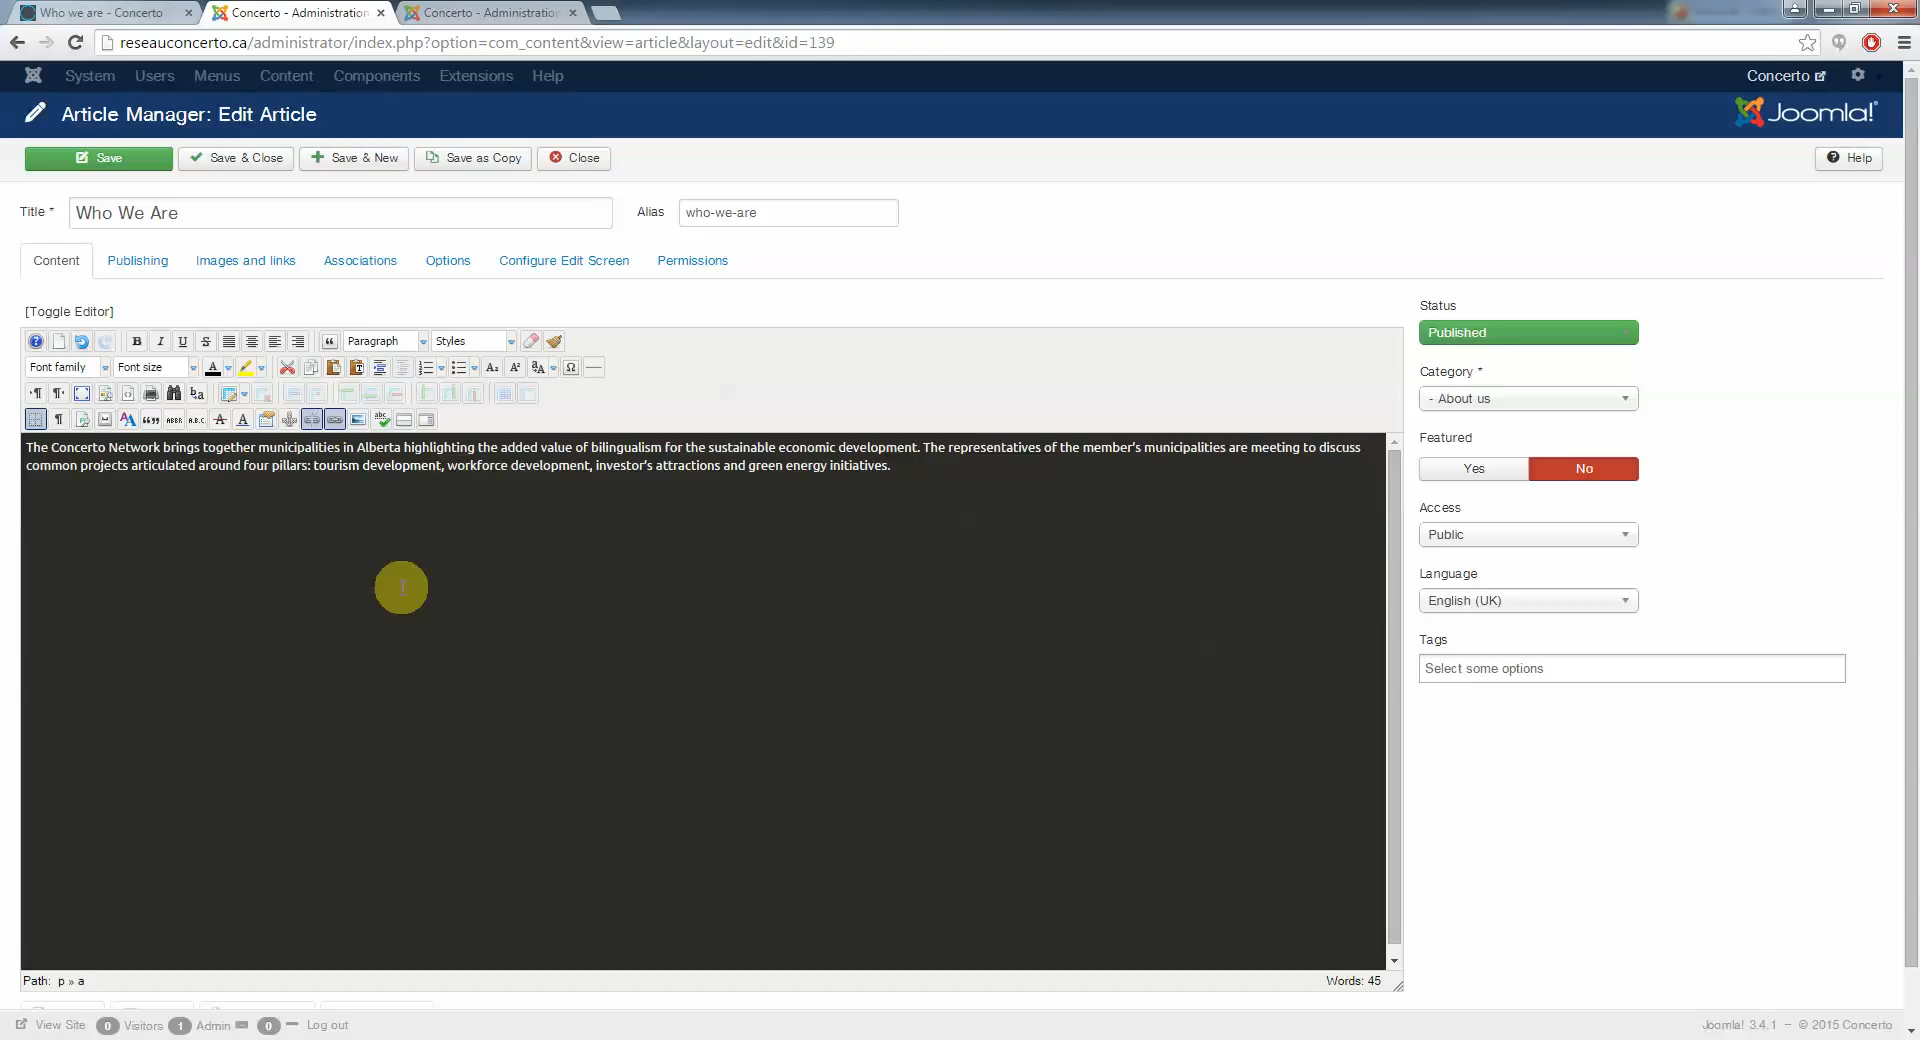 Who we are - Concerto
Concerto - Administration
Concerto - Administration
reseauconcerto.ca/administrator/index.php?option=com_content&view=article&layout=edit&id=139
System Users Menus Content Components Extensions Help
Concerto
Article Manager: Edit Article
Joomla!
Save
Save & Close
Save & New
Save as Copy
Close
Help
Title *
Who We Are
Alias
who-we-are
Content Publishing Images and links Associations Options Configure Edit Screen Permissions
[Toggle Editor]
Paragraph
Styles
Font family
Font size
The Concerto Network brings together municipalities in Alberta highlighting the added value of bilingualism for the sustainable economic development. The representatives of the member's municipalities are meeting to discuss
common projects articulated around four pillars: tourism development, workforce development, investor's attractions and green energy initiatives.
Path: p » a
Words: 45
Status
Published
Category *
- About us
Featured
Yes No
Access
Public
Language
English (UK)
Tags
Select some options
View Site 0 Visitors 1 Admin 0 Log out
Joomla! 3.4.1 – © 2015 Concerto